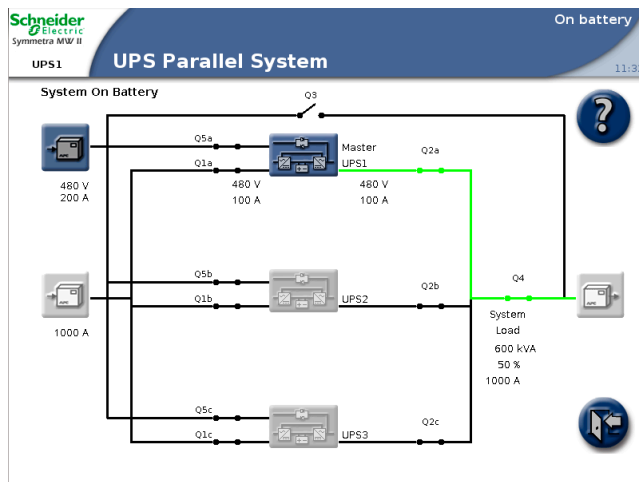 Schneider
Electric
Symmetra MW II
UPS1
UPS Parallel System
On battery
System On Battery
Q3
Q5a
Q1a
Master
UPS1
Q2a
480 V
200 A
480 V
100 A
480 V
100 A
Q5b
Q1b
UPS2
Q2b
Q4
1000 A
System
Load
600 kVA
50 %
1000 A
Q5c
Q1c
UPS3
Q2c